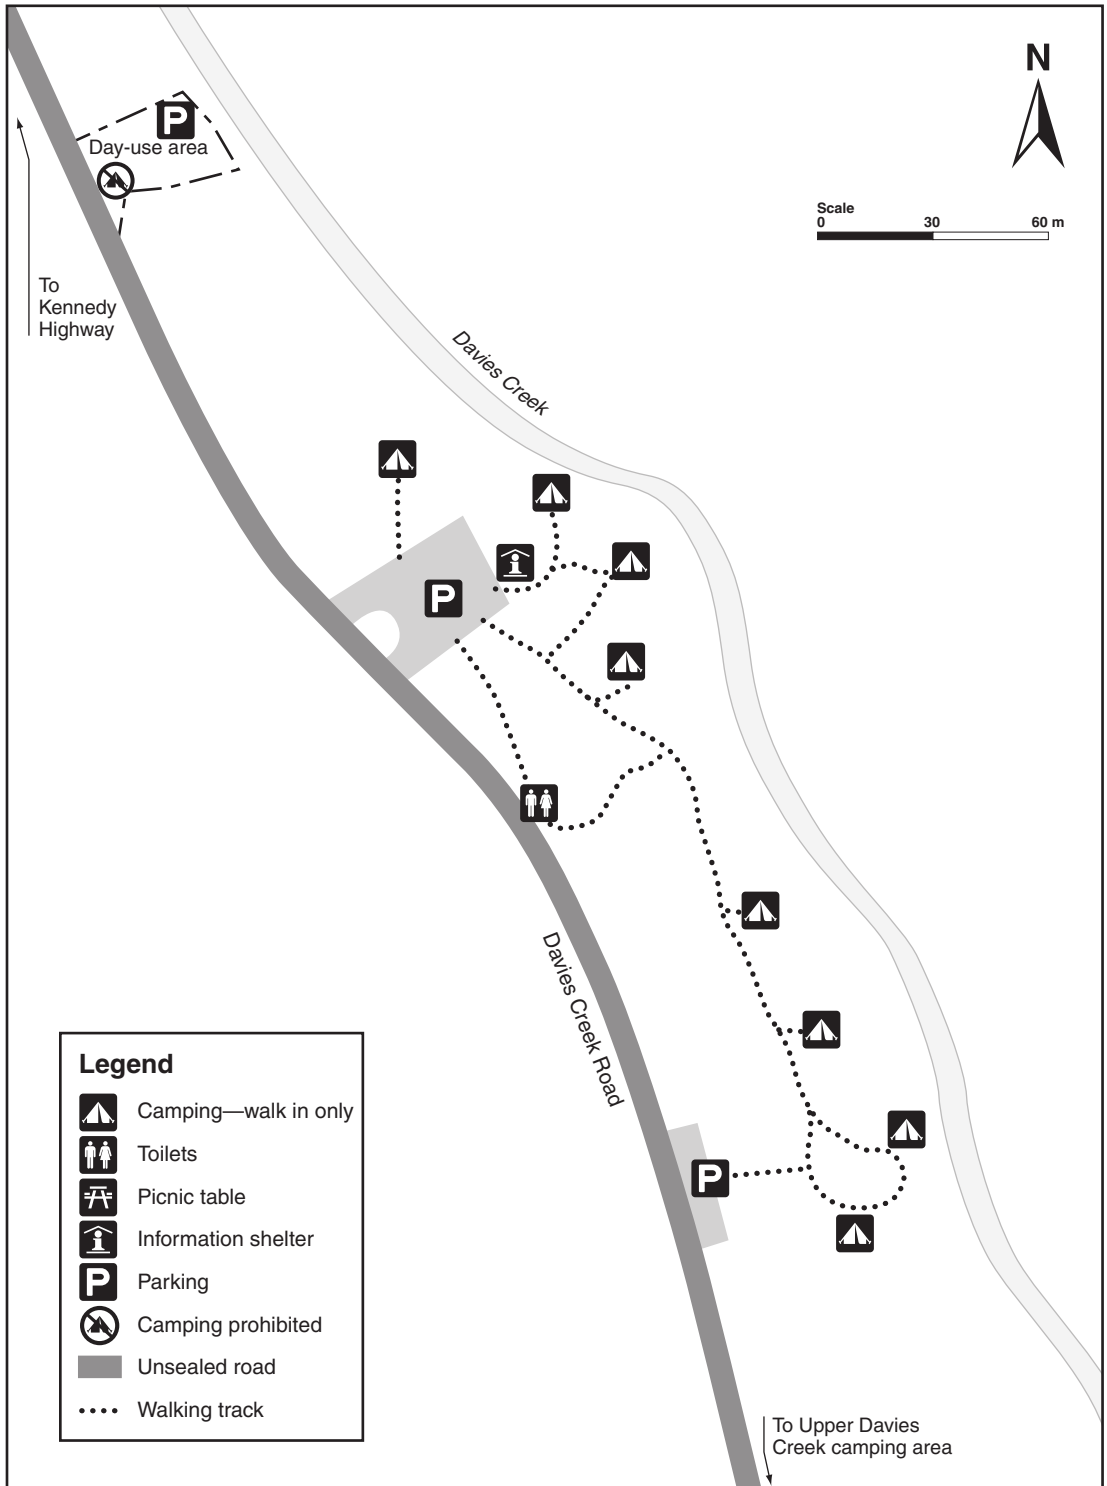 N
Scale
0 30 60 m
P
Day-use area
To
Kennedy
Highway
Davies Creek
P
Davies Creek Road
P
Legend
Camping—walk in only
Toilets
Picnic table
Information shelter
P Parking
Camping prohibited
Unsealed road
Walking track
To Upper Davies
Creek camping area